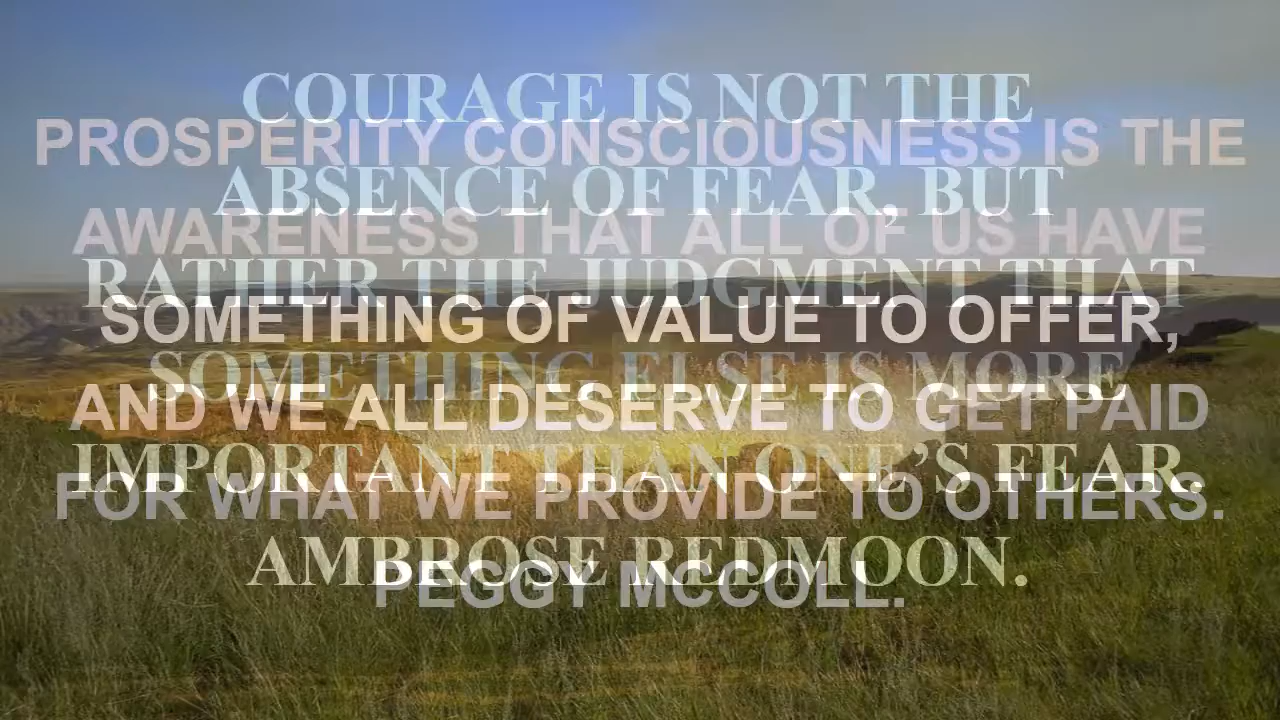 COURAGE IS NOT THE
ABSENCE OF FEAR, BUT
RATHER THE JUDGMENT THAT
SOMETHING ELSE IS MORE
IMPORTANT THAN ONE'S FEAR.
AMBROSE REDMOON.
PROSPERITY CONSCIOUSNESS IS THE
AWARENESS THAT ALL OF US HAVE
SOMETHING OF VALUE TO OFFER,
AND WE ALL DESERVE TO GET PAID
FOR WHAT WE PROVIDE TO OTHERS.
PEGGY MCCOLL.